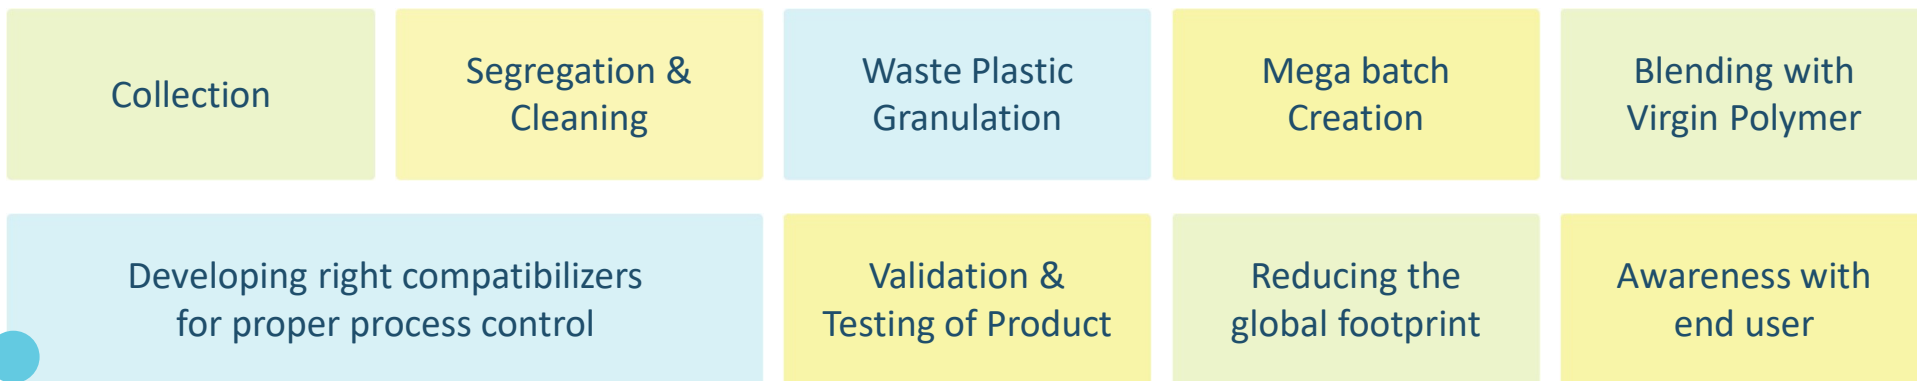 Collection
Segregation &
Cleaning
Waste Plastic
Granulation
Mega batch
Creation
Blending with
Virgin Polymer
Developing right compatibilizers
for proper process control
Validation &
Testing of Product
Reducing the
global footprint
Awareness with
end user